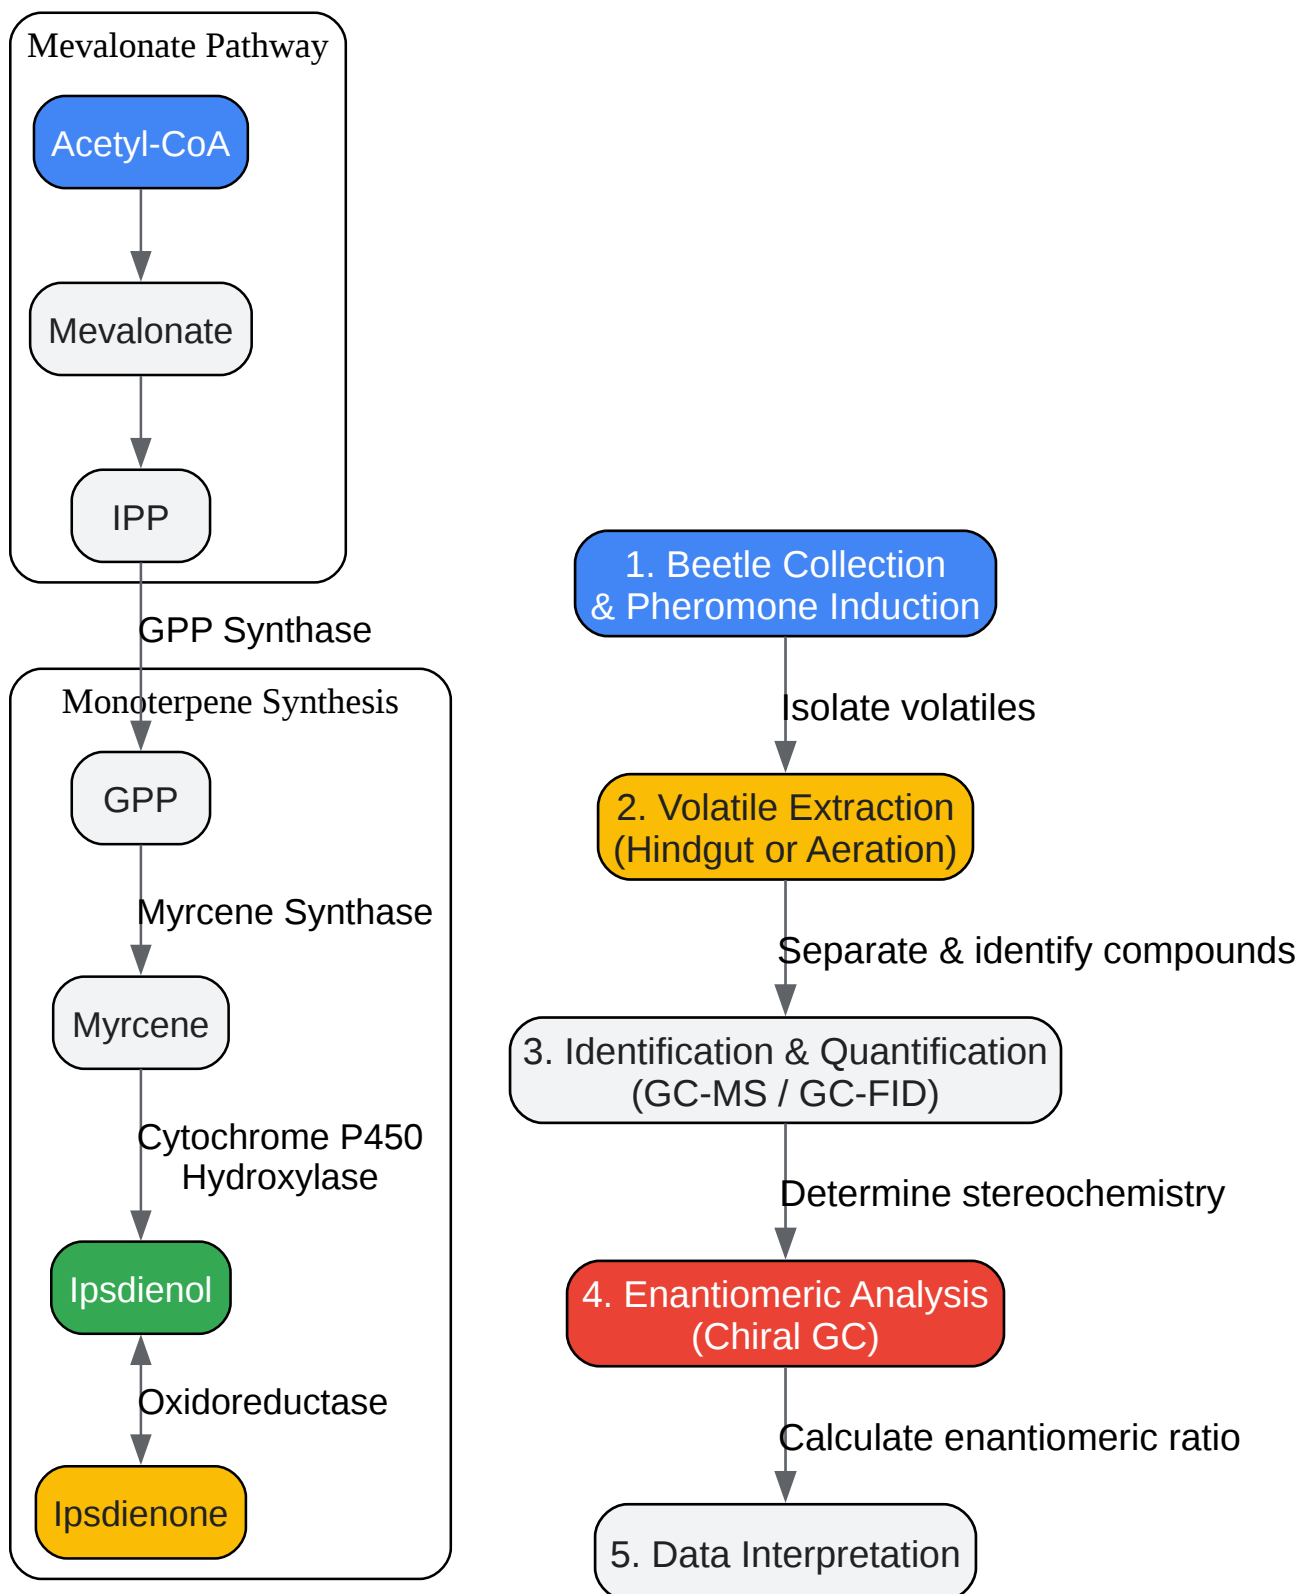 Mevalonate Pathway
Acetyl-CoA
Mevalonate
IPP
GPP Synthase
Monoterpene Synthesis
GPP
Myrcene Synthase
Myrcene
Cytochrome P450
Hydroxylase
Ipsdienol
Oxidoreductase
Ipsdienone
1. Beetle Collection
& Pheromone Induction
Isolate volatiles
2. Volatile Extraction
(Hindgut or Aeration)
Separate & identify compounds
3. Identification & Quantification
(GC-MS / GC-FID)
Determine stereochemistry
4. Enantiomeric Analysis
(Chiral GC)
Calculate enantiomeric ratio
5. Data Interpretation